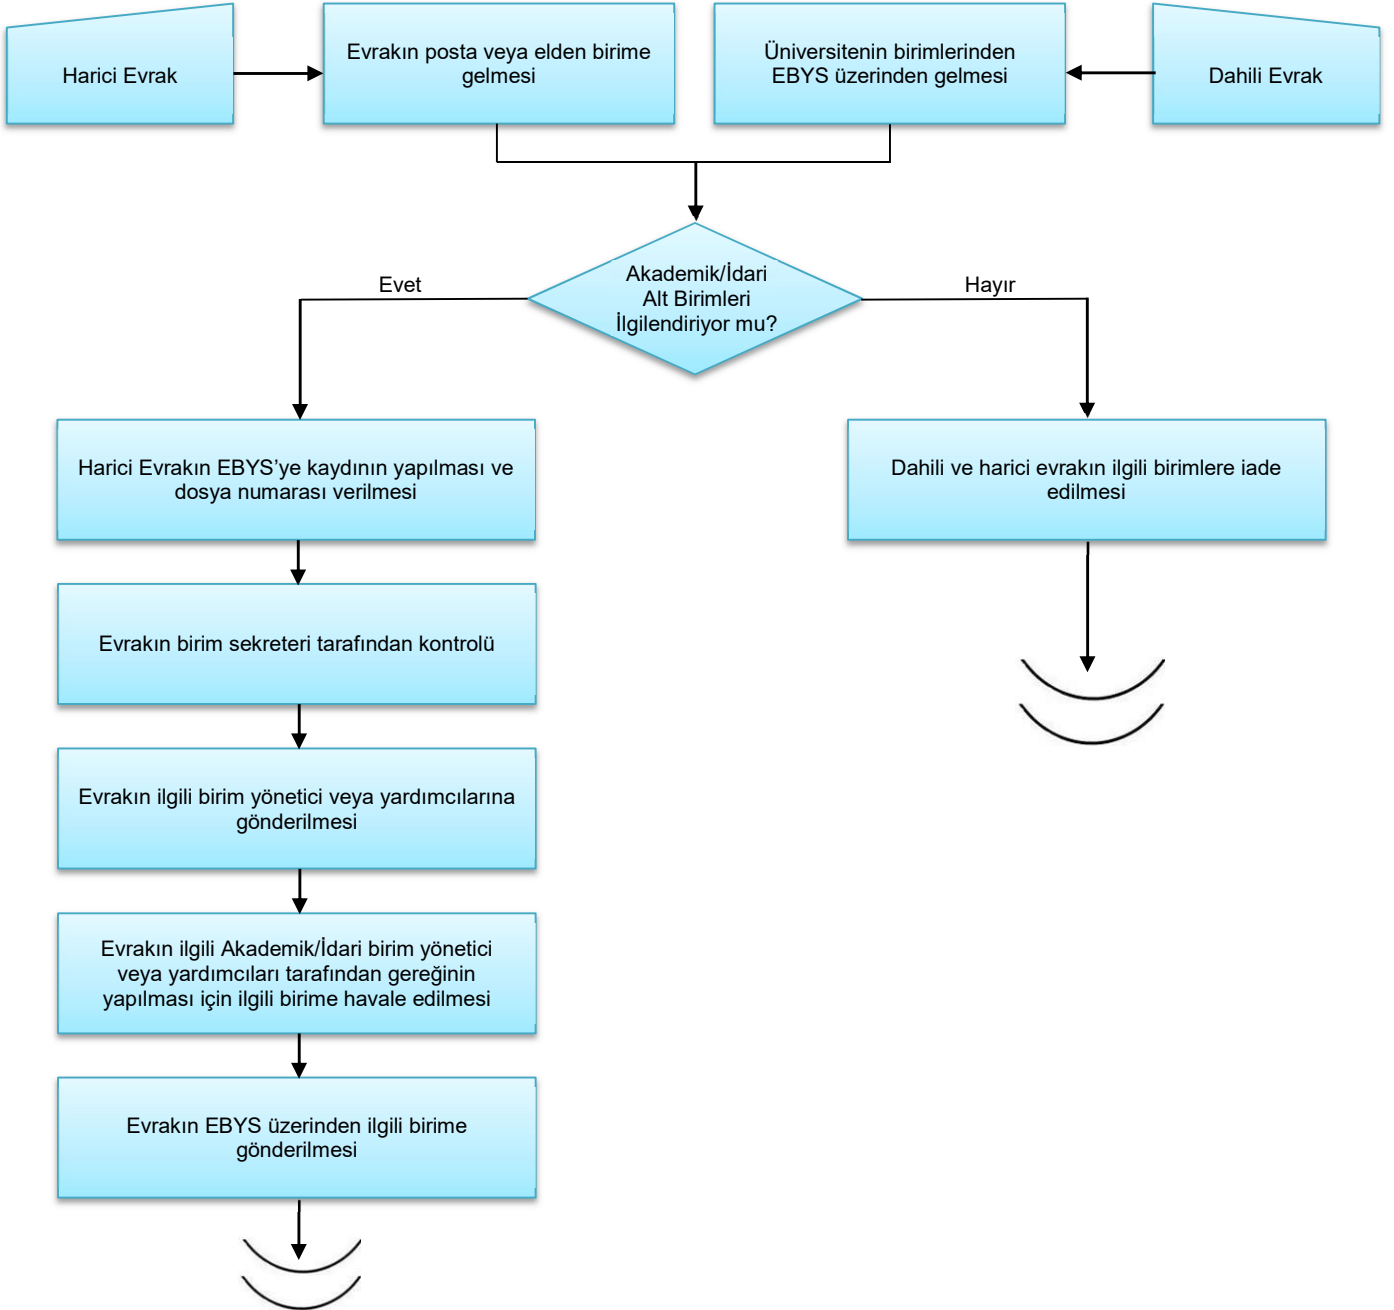 Harici Evrak
Evrakın posta veya elden birime
gelmesi
Üniversitenin birimlerinden
EBYS üzerinden gelmesi
Dahili Evrak
Akademik/İdari
Alt Birimleri
İlgilendiriyor mu?
Evet
Hayır
Harici Evrakın EBYS’ye kaydının yapılması ve
dosya numarası verilmesi
Dahili ve harici evrakın ilgili birimlere iade
edilmesi
Evrakın birim sekreteri tarafından kontrolü
Evrakın ilgili birim yönetici veya yardımcılarına
gönderilmesi
Evrakın ilgili Akademik/İdari birim yönetici
veya yardımcıları tarafından gereğinin
yapılması için ilgili birime havale edilmesi
Evrakın EBYS üzerinden ilgili birime
gönderilmesi